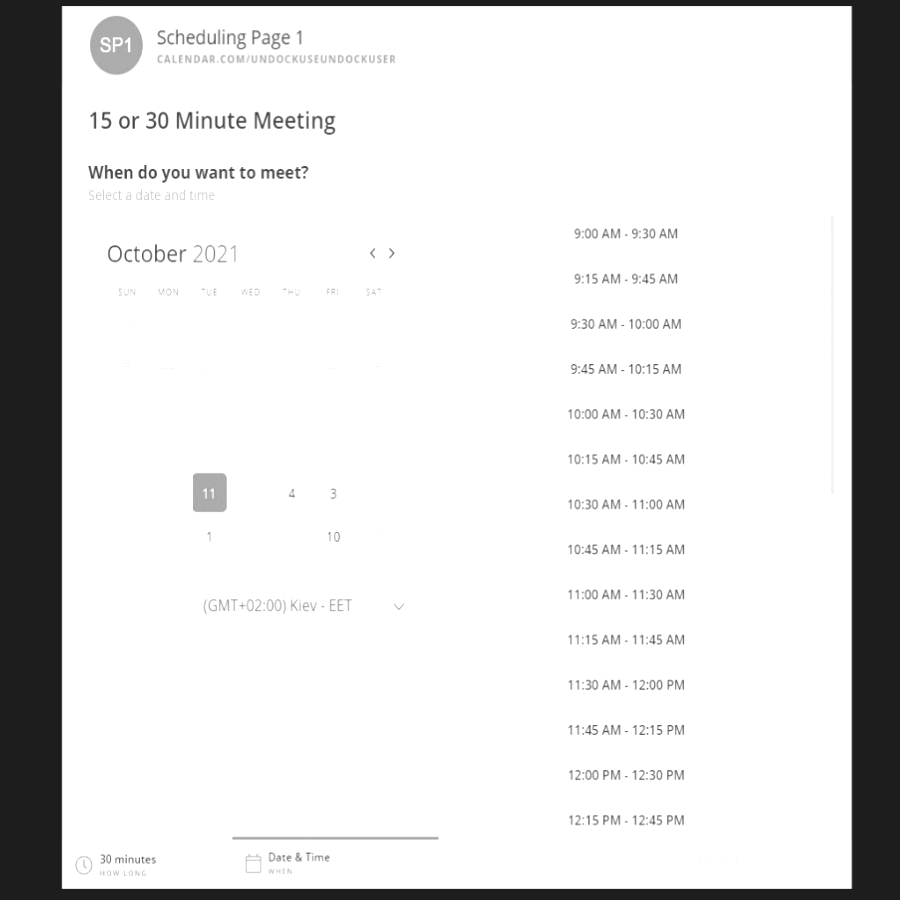 SP1
Scheduling Page 1
CALENDAR.COM/UNDOCKUSEUNDOCKUSER
15 or 30 Minute Meeting
When do you want to meet?
Select a date and time
October 2021
SUN MON TUE WED THU FRI SAT
11 4 3
1 10
(GMT+02:00) Kiev - EET
9:00 AM - 9:30 AM
9:15 AM - 9:45 AM
9:30 AM - 10:00 AM
9:45 AM - 10:15 AM
10:00 AM - 10:30 AM
10:15 AM - 10:45 AM
10:30 AM - 11:00 AM
10:45 AM - 11:15 AM
11:00 AM - 11:30 AM
11:15 AM - 11:45 AM
11:30 AM - 12:00 PM
11:45 AM - 12:15 PM
12:00 PM - 12:30 PM
12:15 PM - 12:45 PM
30 minutes
HOW LONG
Date & Time
WHEN